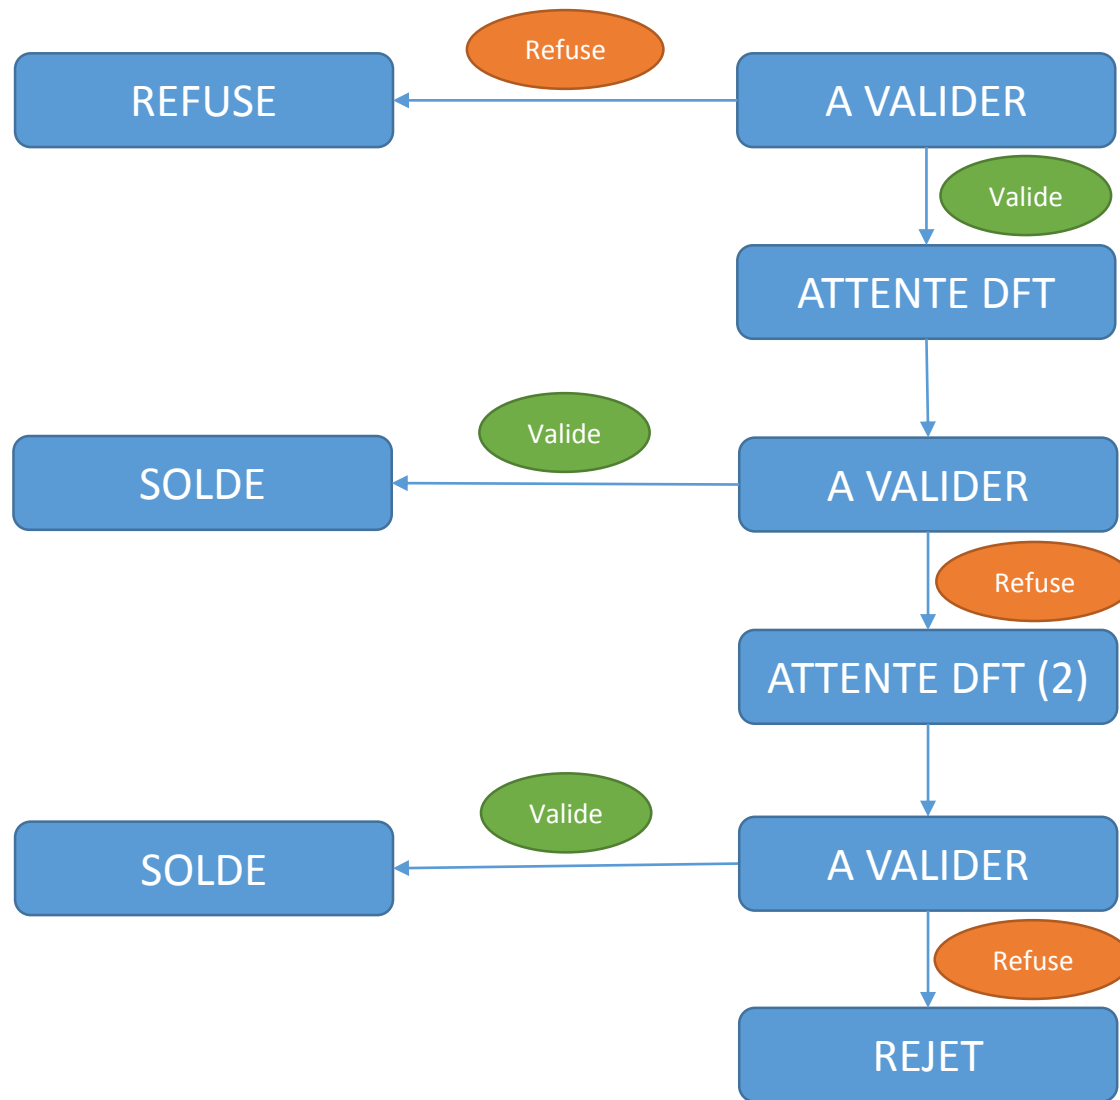 Refuse
REFUSE
A VALIDER
Valide
ATTENTE DFT
Valide
SOLDE
A VALIDER
Refuse
ATTENTE DFT (2)
Valide
SOLDE
A VALIDER
Refuse
REJET